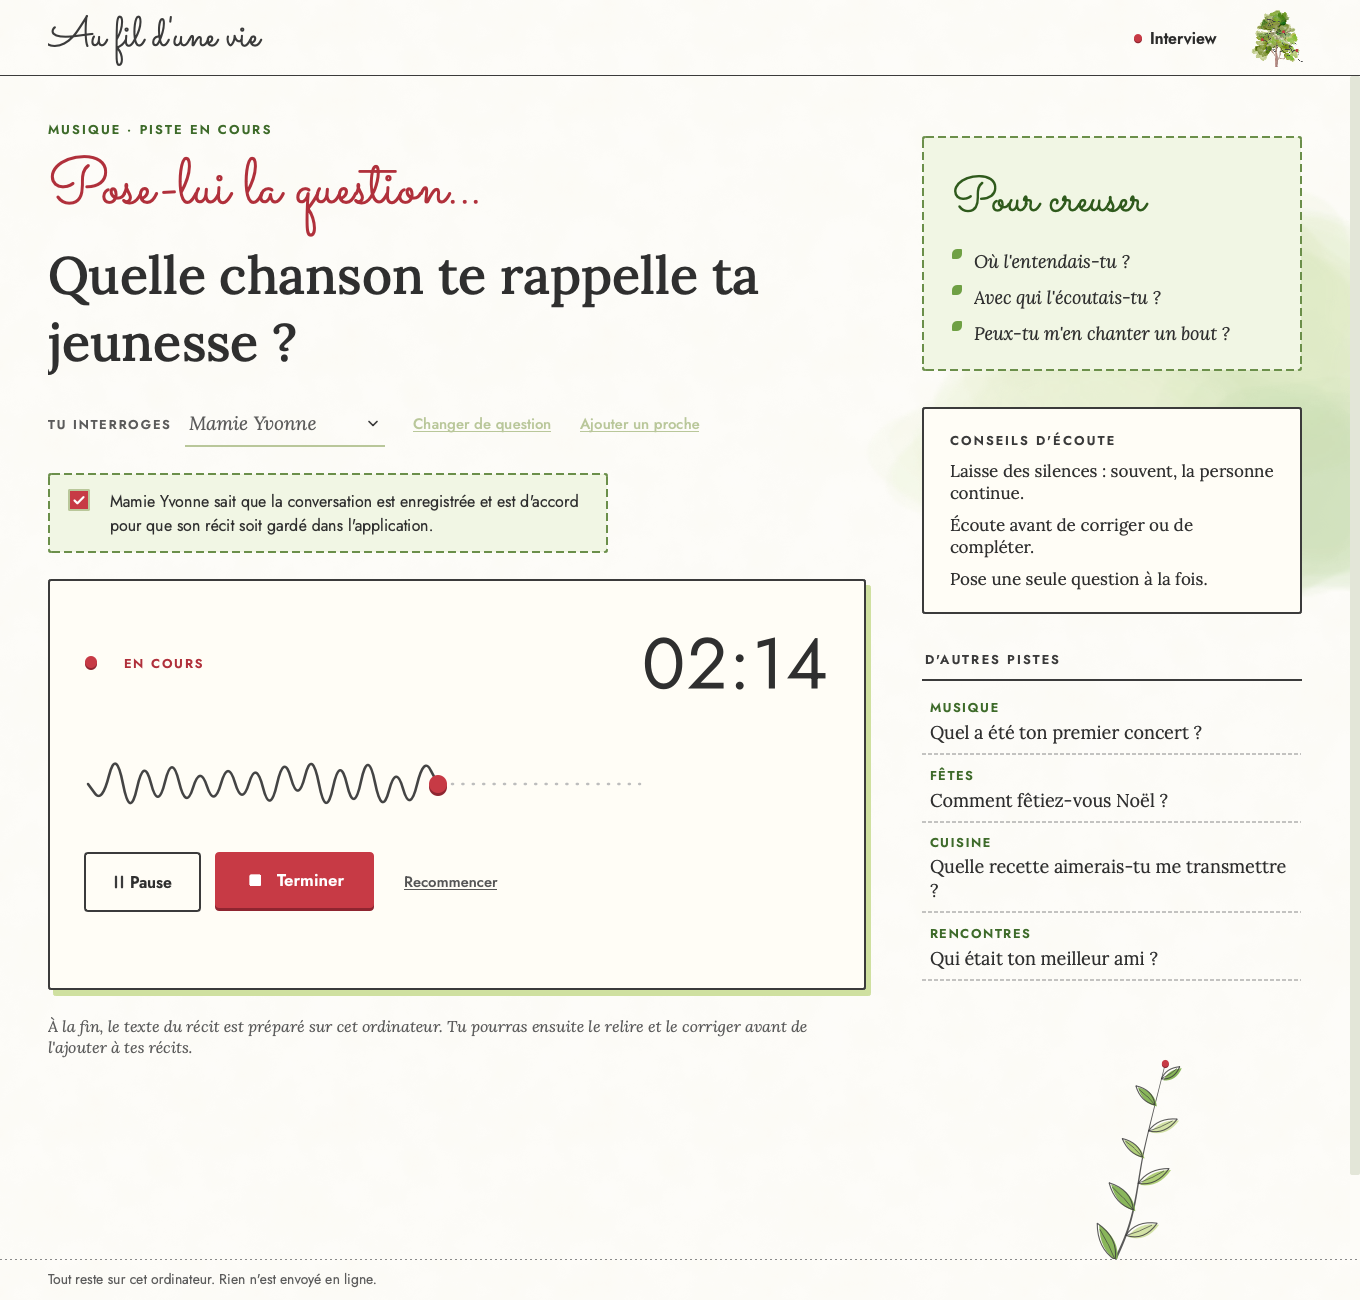 Au fil d'une vie
Interview
MUSIQUE · PISTE EN COURS
Pose-lui la question...
Quelle chanson te rappelle ta
jeunesse ?
TU INTERROGES Mamie Yvonne Changer de question Ajouter un proche
Mamie Yvonne sait que la conversation est enregistrée et est d'accord
pour que son récit soit gardé dans l'application.
EN COURS
02:14
Pause Terminer Recommencer
À la fin, le texte du récit est préparé sur cet ordinateur. Tu pourras ensuite le relire et le corriger avant de
l'ajouter à tes récits.
Pour creuser
Où l'entendais-tu ?
Avec qui l'écoutais-tu ?
Peux-tu m'en chanter un bout ?
CONSEILS D'ÉCOUTE
Laisse des silences : souvent, la personne
continue.
Écoute avant de corriger ou de
compléter.
Pose une seule question à la fois.
D'AUTRES PISTES
MUSIQUE
Quel a été ton premier concert ?
FÊTES
Comment fêtiez-vous Noël ?
CUISINE
Quelle recette aimerais-tu me transmettre
?
RENCONTRES
Qui était ton meilleur ami ?
Tout reste sur cet ordinateur. Rien n'est envoyé en ligne.